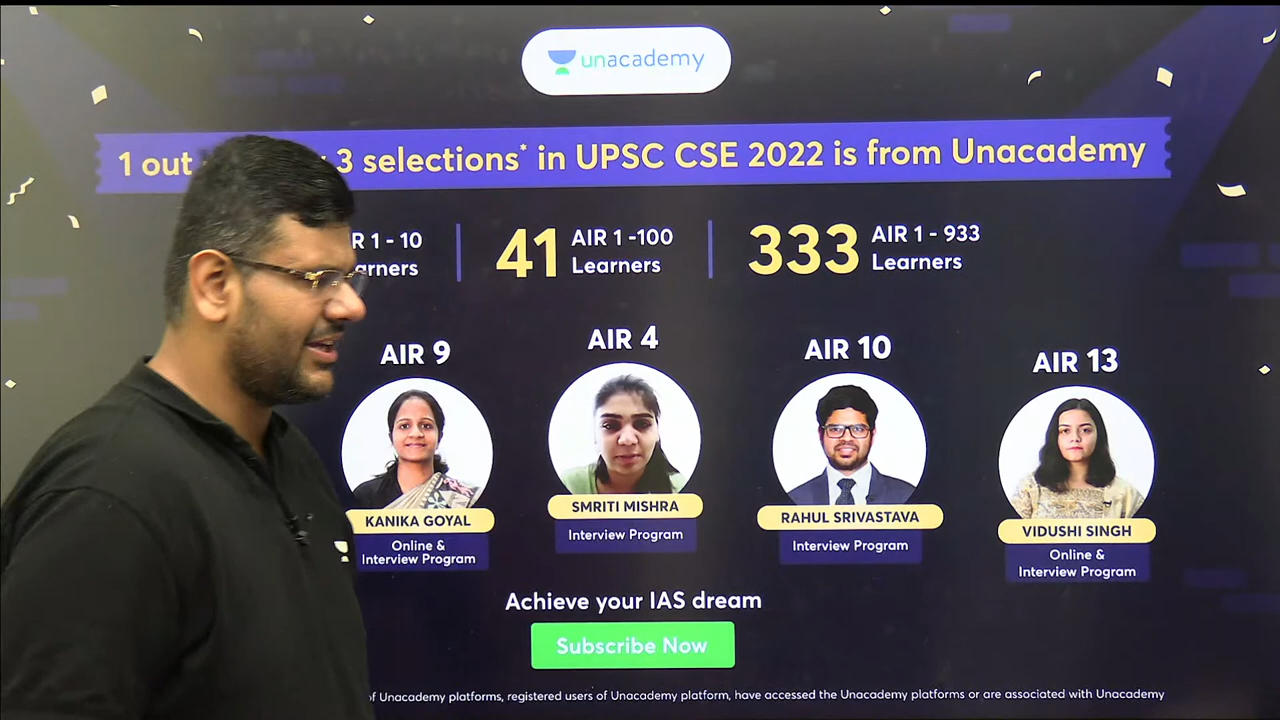 unacademy
1 out 3 selections* in UPSC CSE 2022 is from Unacademy
R 1 - 10
arners
41 AIR 1 -100
Learners
333 AIR 1 - 933
Learners
AIR 9
KANIKA GOYAL
Online &
Interview Program
AIR 4
SMRITI MISHRA
Interview Program
AIR 10
RAHUL SRIVASTAVA
Interview Program
AIR 13
VIDUSHI SINGH
Online &
Interview Program
Achieve your IAS dream
Subscribe Now
of Unacademy platforms, registered users of Unacademy platform, have accessed the Unacademy platforms or are associated with Unacademy